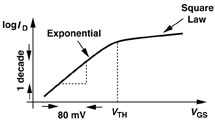 Square
Law
log I_D
Exponential
1 decade
80 mV
V_TH
V_GS